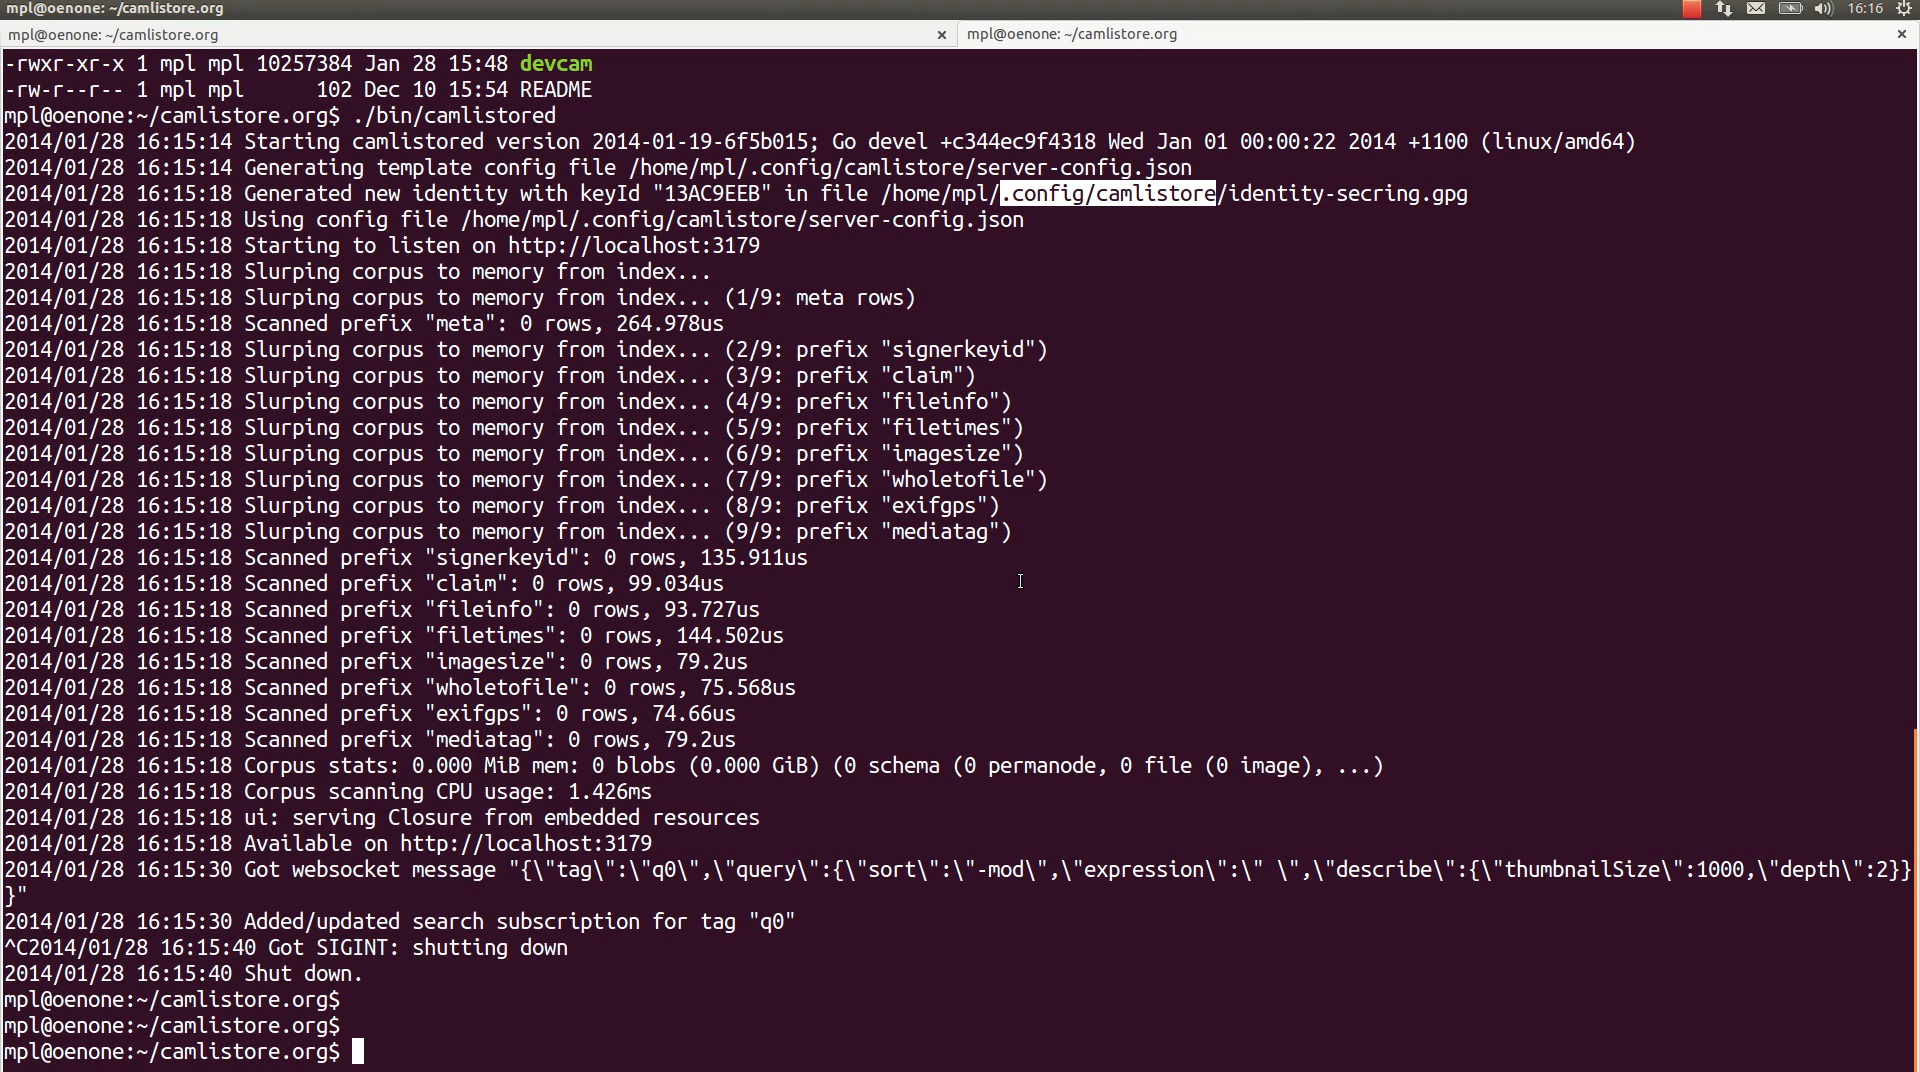 mpl@oenone: ~/camlistore.org
16:16
mpl@oenone: ~/camlistore.org
mpl@oenone: ~/camlistore.org
-rwxr-xr-x 1 mpl mpl 10257384 Jan 28 15:48 devcam
-rw-r--r-- 1 mpl mpl      102 Dec 10 15:54 README
mpl@oenone:~/camlistore.org$ ./bin/camlistored
2014/01/28 16:15:14 Starting camlistored version 2014-01-19-6f5b015; Go devel +c344ec9f4318 Wed Jan 01 00:00:22 2014 +1100 (linux/amd64)
2014/01/28 16:15:14 Generating template config file /home/mpl/.config/camlistore/server-config.json
2014/01/28 16:15:18 Generated new identity with keyId "13AC9EEB" in file /home/mpl/.config/camlistore/identity-secring.gpg
2014/01/28 16:15:18 Using config file /home/mpl/.config/camlistore/server-config.json
2014/01/28 16:15:18 Starting to listen on http://localhost:3179
2014/01/28 16:15:18 Slurping corpus to memory from index...
2014/01/28 16:15:18 Slurping corpus to memory from index... (1/9: meta rows)
2014/01/28 16:15:18 Scanned prefix "meta": 0 rows, 264.978us
2014/01/28 16:15:18 Slurping corpus to memory from index... (2/9: prefix "signerkeyid")
2014/01/28 16:15:18 Slurping corpus to memory from index... (3/9: prefix "claim")
2014/01/28 16:15:18 Slurping corpus to memory from index... (4/9: prefix "fileinfo")
2014/01/28 16:15:18 Slurping corpus to memory from index... (5/9: prefix "filetimes")
2014/01/28 16:15:18 Slurping corpus to memory from index... (6/9: prefix "imagesize")
2014/01/28 16:15:18 Slurping corpus to memory from index... (7/9: prefix "wholetofile")
2014/01/28 16:15:18 Slurping corpus to memory from index... (8/9: prefix "exifgps")
2014/01/28 16:15:18 Slurping corpus to memory from index... (9/9: prefix "mediatag")
2014/01/28 16:15:18 Scanned prefix "signerkeyid": 0 rows, 135.911us
2014/01/28 16:15:18 Scanned prefix "claim": 0 rows, 99.034us
2014/01/28 16:15:18 Scanned prefix "fileinfo": 0 rows, 93.727us
2014/01/28 16:15:18 Scanned prefix "filetimes": 0 rows, 144.502us
2014/01/28 16:15:18 Scanned prefix "imagesize": 0 rows, 79.2us
2014/01/28 16:15:18 Scanned prefix "wholetofile": 0 rows, 75.568us
2014/01/28 16:15:18 Scanned prefix "exifgps": 0 rows, 74.66us
2014/01/28 16:15:18 Scanned prefix "mediatag": 0 rows, 79.2us
2014/01/28 16:15:18 Corpus stats: 0.000 MiB mem: 0 blobs (0.000 GiB) (0 schema (0 permanode, 0 file (0 image), ...)
2014/01/28 16:15:18 Corpus scanning CPU usage: 1.426ms
2014/01/28 16:15:18 ui: serving Closure from embedded resources
2014/01/28 16:15:18 Available on http://localhost:3179
2014/01/28 16:15:30 Got websocket message "{\"tag\":\"q0\",\"query\":{\"sort\":\"-mod\",\"expression\":\" \",\"describe\":{\"thumbnailSize\":1000,\"depth\":2}}
}"
2014/01/28 16:15:30 Added/updated search subscription for tag "q0"
^C2014/01/28 16:15:40 Got SIGINT: shutting down
2014/01/28 16:15:40 Shut down.
mpl@oenone:~/camlistore.org$
mpl@oenone:~/camlistore.org$
mpl@oenone:~/camlistore.org$